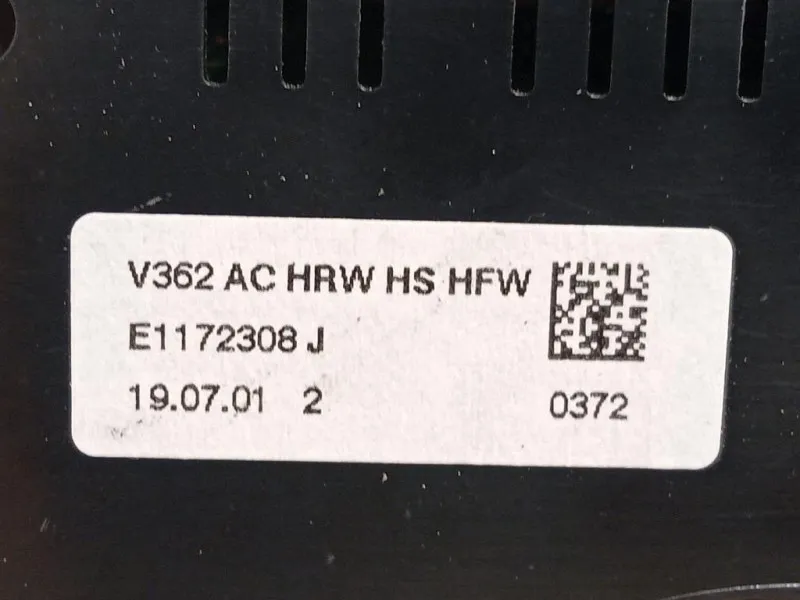 V362 AC HRW HS HFW
E1172308 J
19.07.01 2
0372